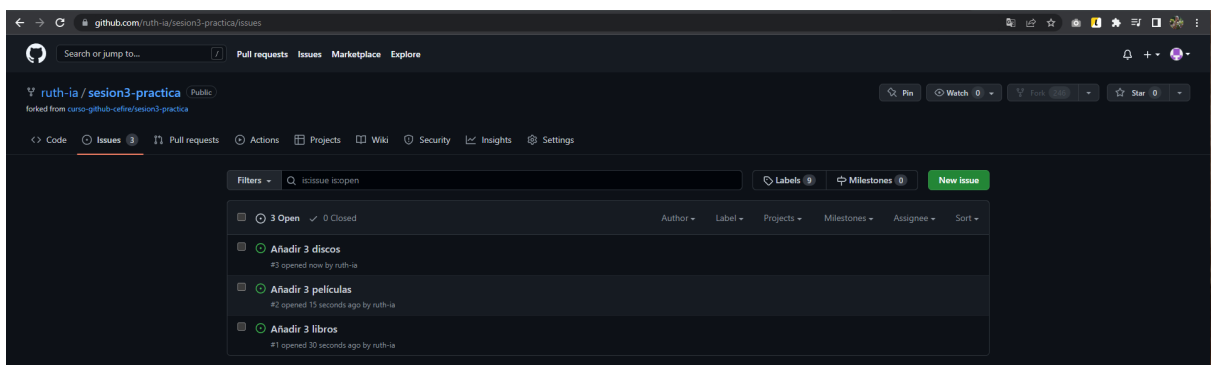 github.com/ruth-ia/sesion3-practica/issues
Search or jump to... / Pull requests Issues Marketplace Explore
ruth-ia / sesion3-practica Public Pin Watch 0 Fork 246 Star 0
forked from curso-github-cefire/sesion3-practica
Code Issues 3 Pull requests Actions Projects Wiki Security Insights Settings
Filters is:issue is:open Labels 9 Milestones 0 New issue
3 Open 0 Closed Author Label Projects Milestones Assignee Sort
Añadir 3 discos
#3 opened now by ruth-ia
Añadir 3 películas
#2 opened 15 seconds ago by ruth-ia
Añadir 3 libros
#1 opened 30 seconds ago by ruth-ia